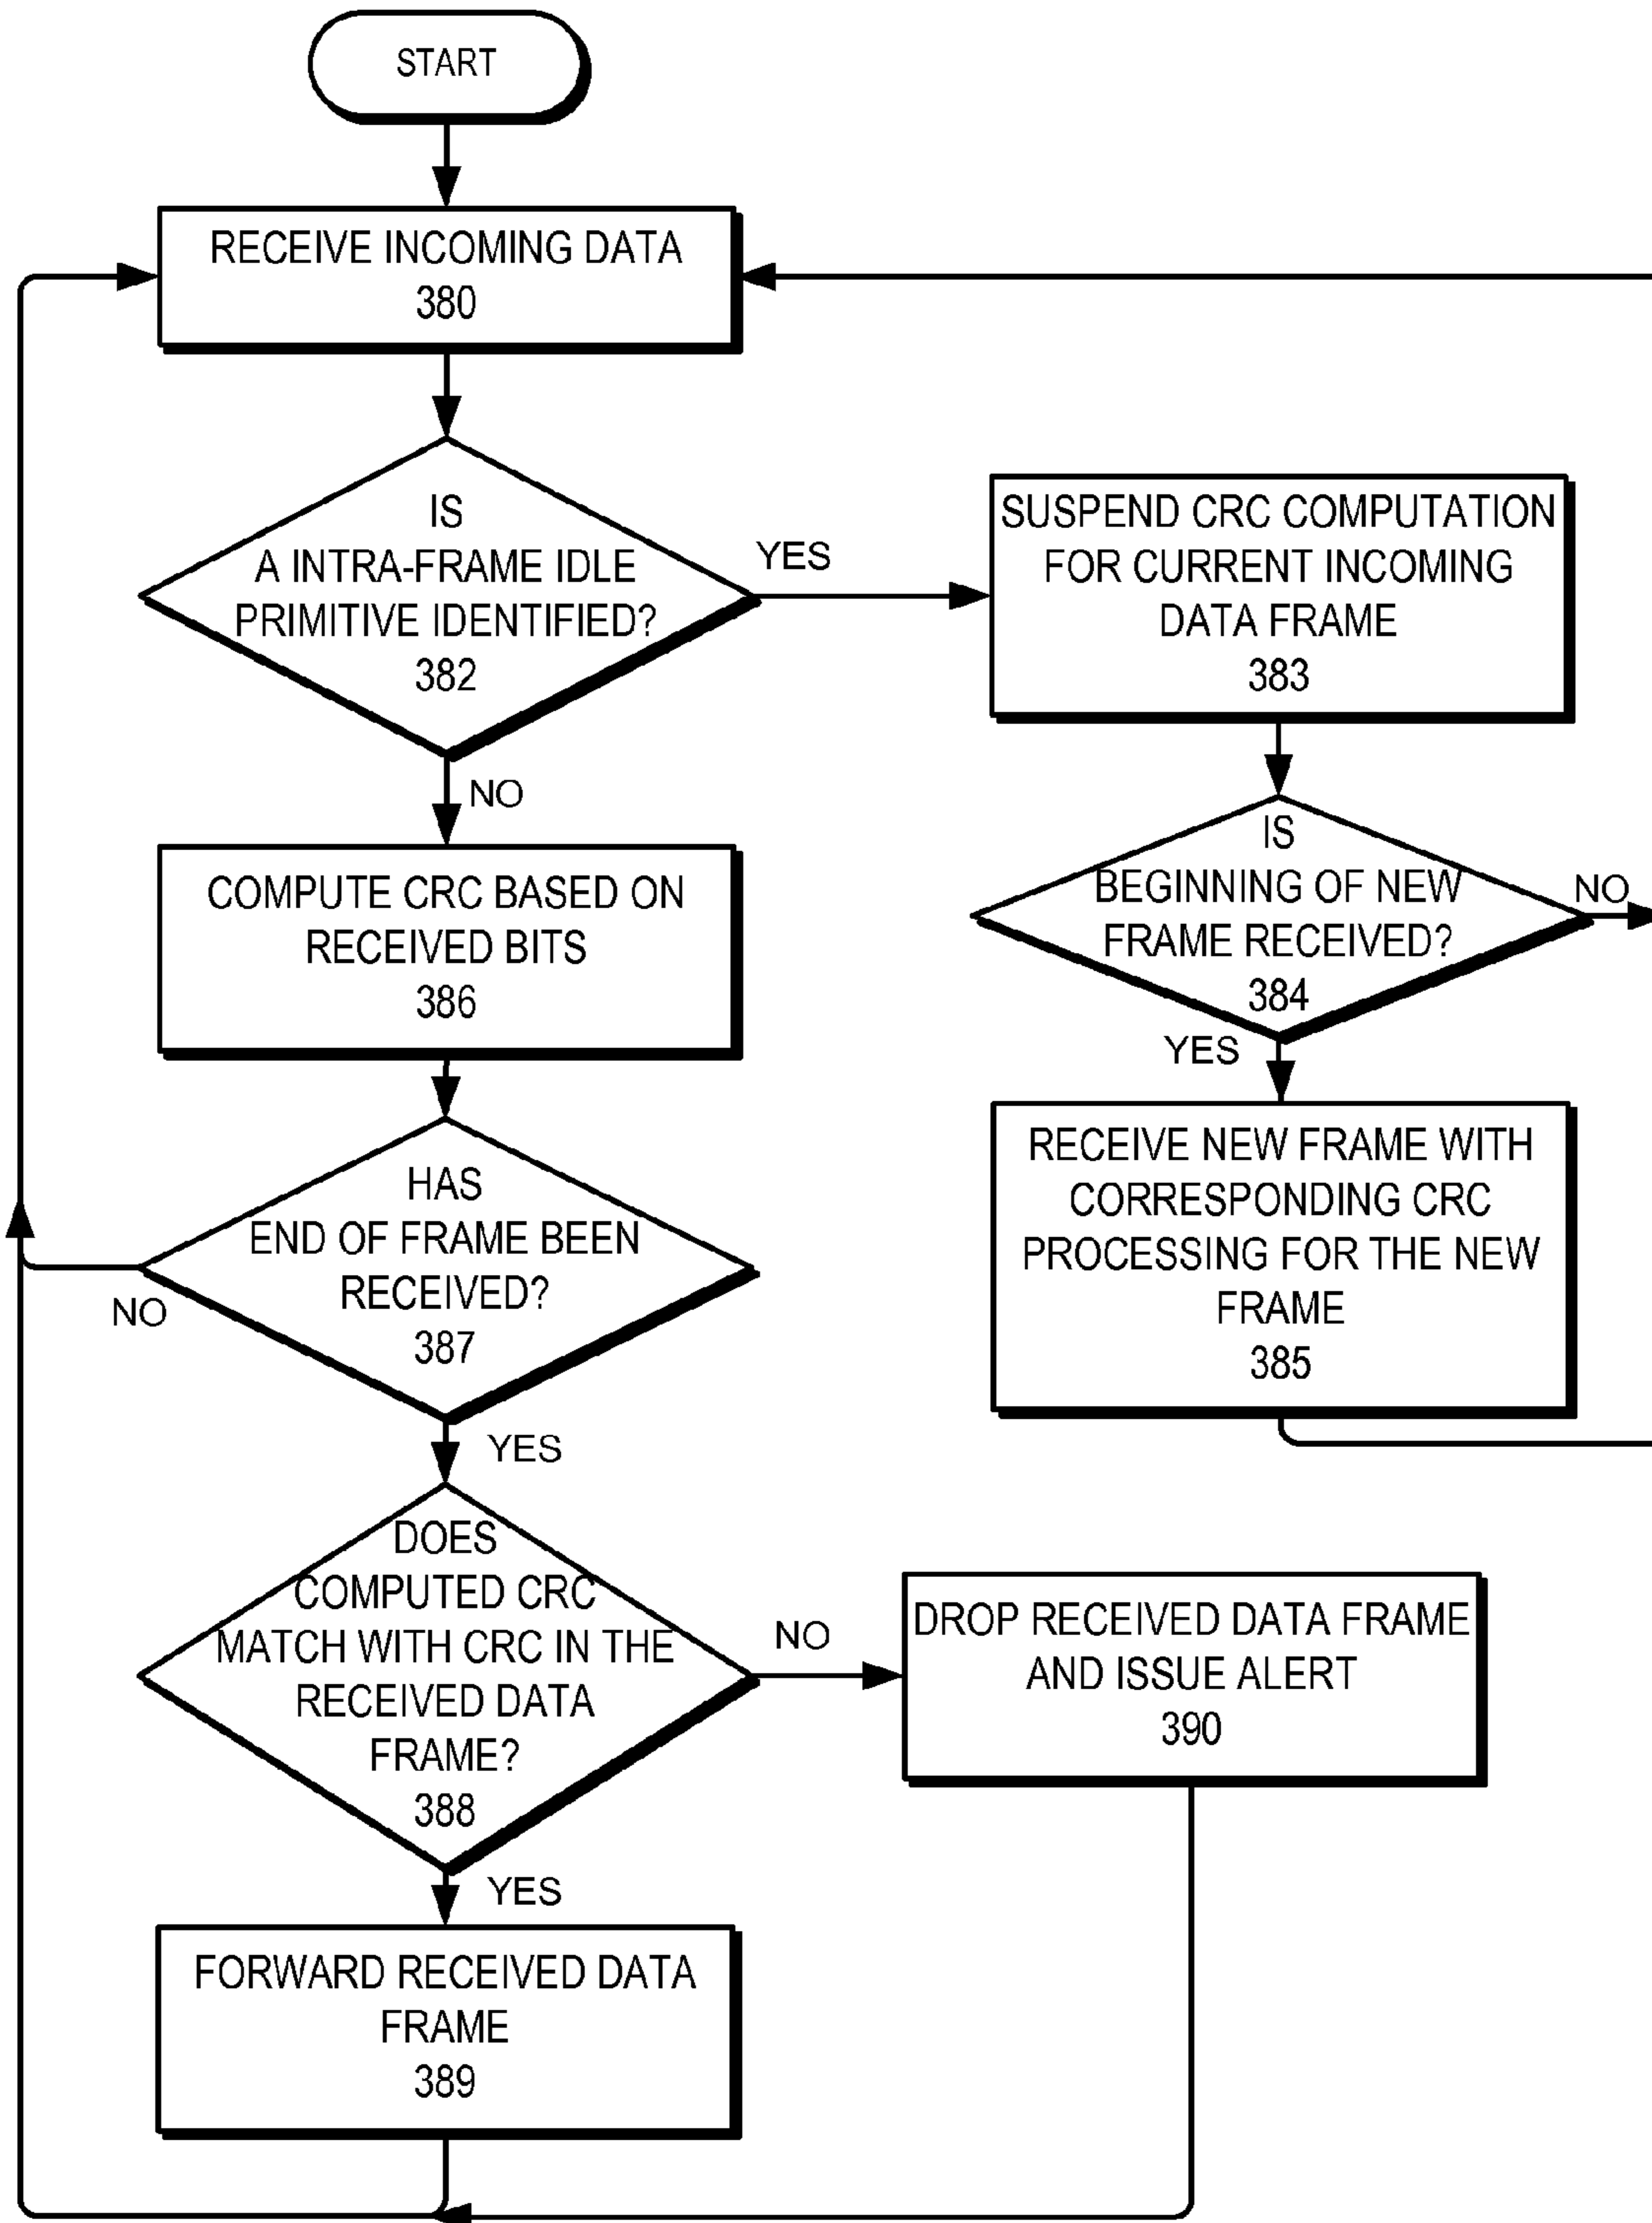 START
RECEIVE INCOMING DATA
380
IS
A INTRA-FRAME IDLE
PRIMITIVE IDENTIFIED?
382
YES
SUSPEND CRC COMPUTATION
FOR CURRENT INCOMING
DATA FRAME
383
NO
IS
BEGINNING OF NEW
FRAME RECEIVED?
384
NO
YES
COMPUTE CRC BASED ON
RECEIVED BITS
386
RECEIVE NEW FRAME WITH
CORRESPONDING CRC
PROCESSING FOR THE NEW
FRAME
385
HAS
END OF FRAME BEEN
RECEIVED?
387
NO
YES
DOES
COMPUTED CRC
MATCH WITH CRC IN THE
RECEIVED DATA
FRAME?
388
NO
DROP RECEIVED DATA FRAME
AND ISSUE ALERT
390
YES
FORWARD RECEIVED DATA
FRAME
389